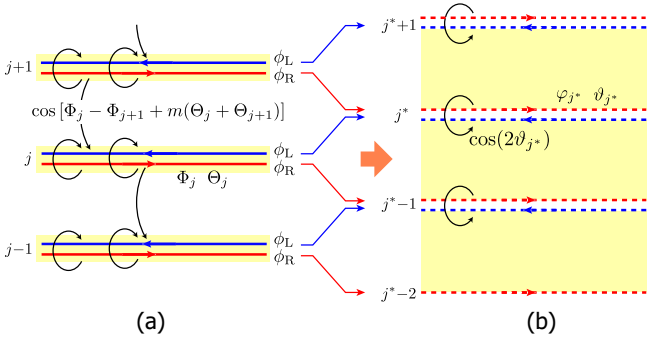 j+1
ϕ_L
ϕ_R
cos [Φ_j − Φ_{j+1} + m(Θ_j + Θ_{j+1})]
j
ϕ_L
ϕ_R
Φ_j Θ_j
j-1
ϕ_L
ϕ_R
(a)
j*+1
j*
φ_{j*} ϑ_{j*}
cos(2ϑ_{j*})
j*−1
j*−2
(b)